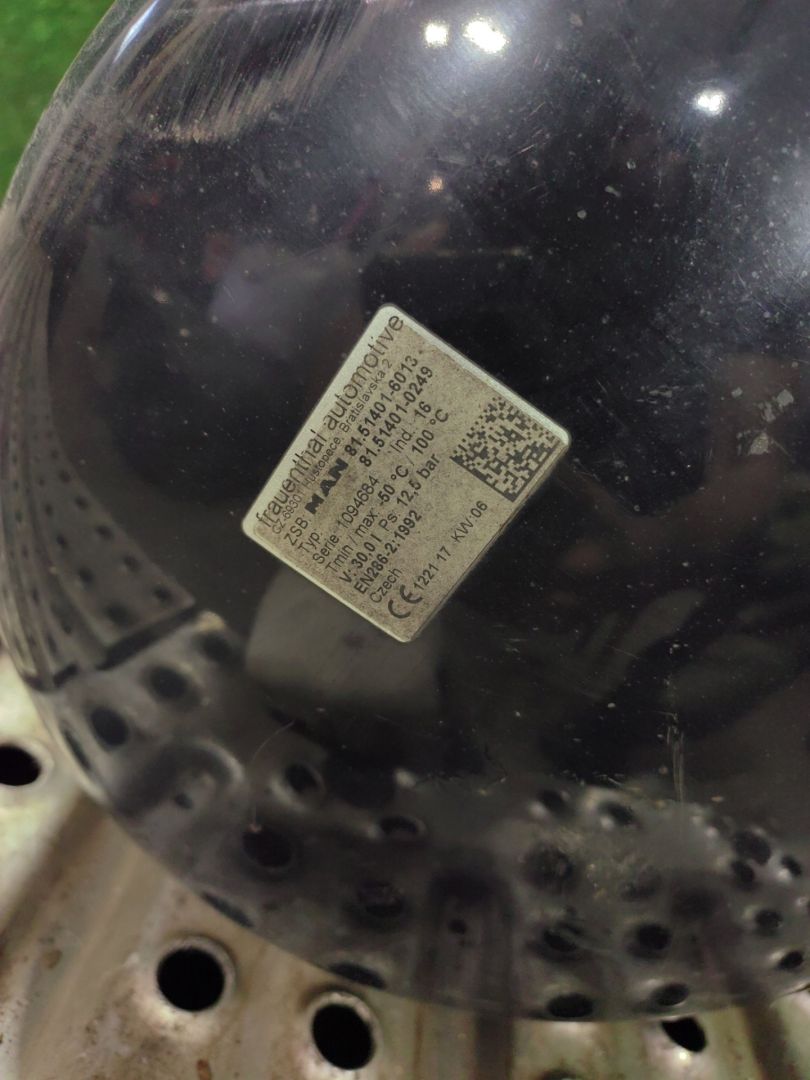 frauenthal automotive
CZ-6930 Hustopece, Bratislavska 2
ZSB MAN 81.51401-6013
81.51401-0249
Typ. Ind.: 16
Serie 1094684
Tmin / max -50 °C 100 °C
V: 30,0 l Ps: 12,5 bar
EN286-2:1992
Czech
CE 1221 17 KW 06